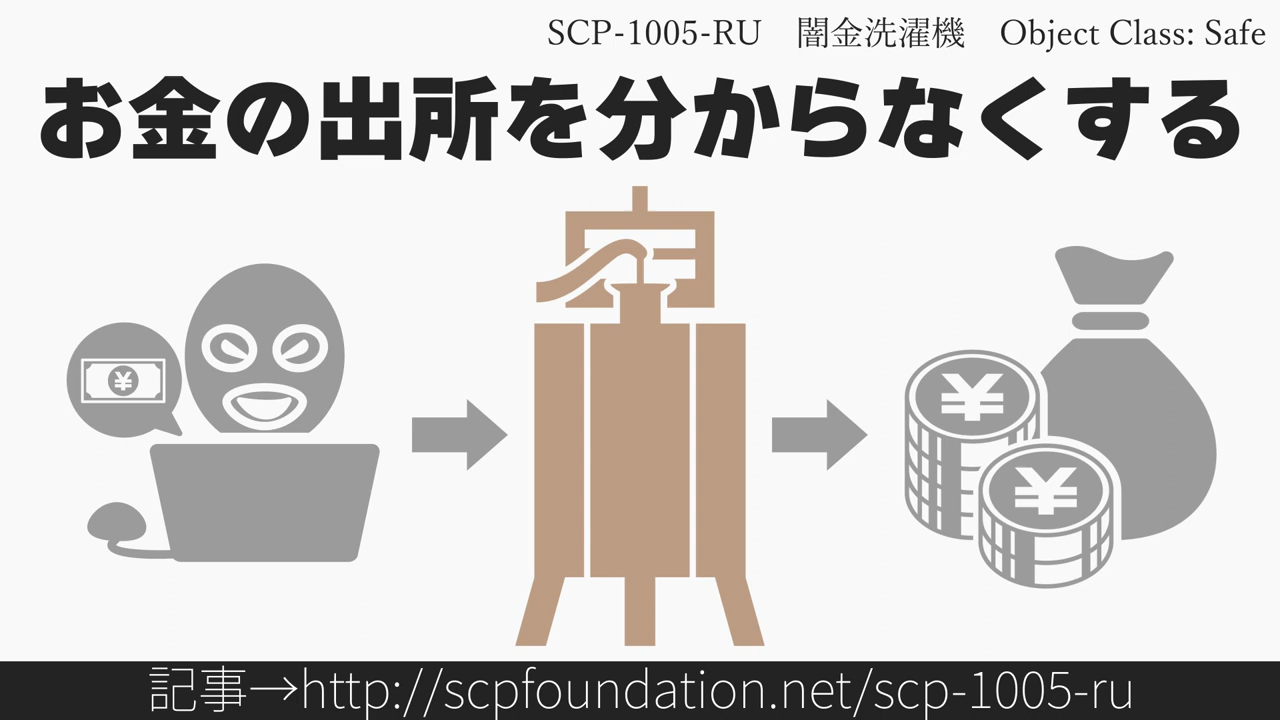 SCP-1005-RU　闇金洗濯機　Object Class: Safe
お金の出所を分からなくする
¥
¥
¥
記事→http://scpfoundation.net/scp-1005-ru